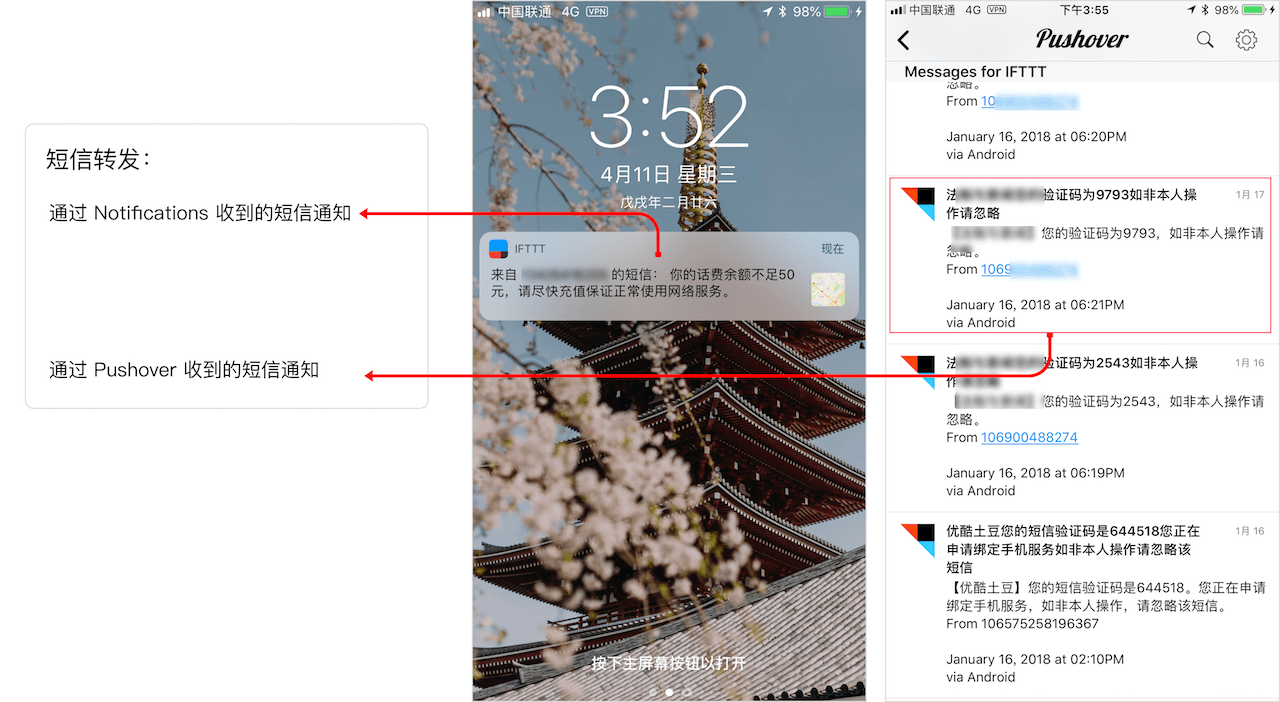 短信转发：
通过 Notifications 收到的短信通知
通过 Pushover 收到的短信通知
中国联通 4G VPN 98%
3:52
4月11日 星期三
戊戌年二月廿六
IFTTT 现在
来自 的短信： 你的话费余额不足50
元，请尽快充值保证正常使用网络服务。
按下主屏幕按钮以打开
中国联通 4G VPN 下午3:55 98%
Pushover
Messages for IFTTT
忽略。
From 10
January 16, 2018 at 06:20PM
via Android
法 验证码为9793如非本人操 1月 17
作请忽略
您的验证码为9793，如非本人操作请
忽略。
From 1069
January 16, 2018 at 06:21PM
via Android
法 验证码为2543如非本人操 1月 16
作
您的验证码为2543，如非本人操作请
忽略。
From 106900488274
January 16, 2018 at 06:19PM
via Android
优酷土豆您的短信验证码是644518您正在 1月 16
申请绑定手机服务如非本人操作请忽略该
短信
【优酷土豆】您的短信验证码是644518。您正在申请
绑定手机服务，如非本人操作，请忽略该短信。
From 106575258196367
January 16, 2018 at 02:10PM
via Android